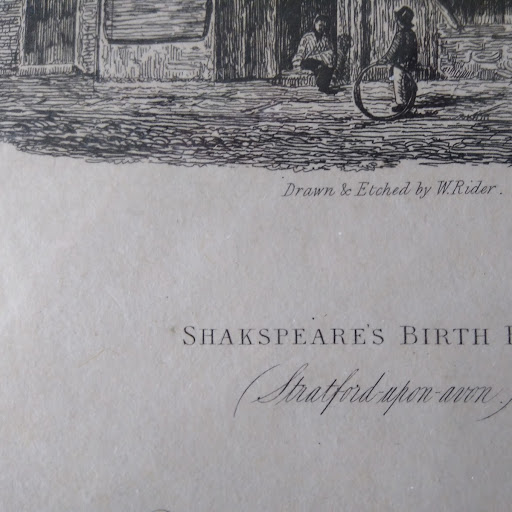 Drawn & Etched by W. Rider.
SHAKSPEARE'S BIRTH
(Stratford-upon-avon.)